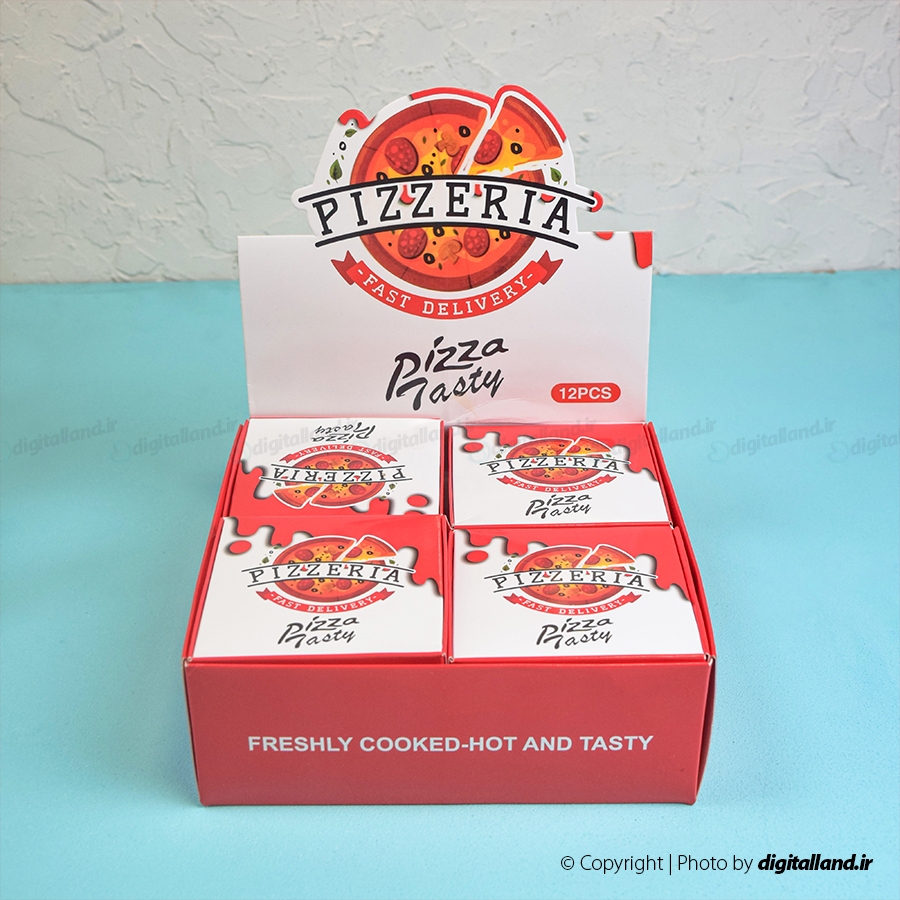 PIZZERIA
-FAST DELIVERY-
Pizza
Tasty
12PCS
digitalland.ir digitalland.ir digitalland.ir digitalland.ir
PIZZERIA
-FAST DELIVERY-
Pizza
Tasty
PIZZERIA
-FAST DELIVERY-
Pizza
Tasty
PIZZERIA
-FAST DELIVERY-
Pizza
Tasty
PIZZERIA
-FAST DELIVERY-
Pizza
Tasty
FRESHLY COOKED-HOT AND TASTY
© Copyright | Photo by digitalland.ir